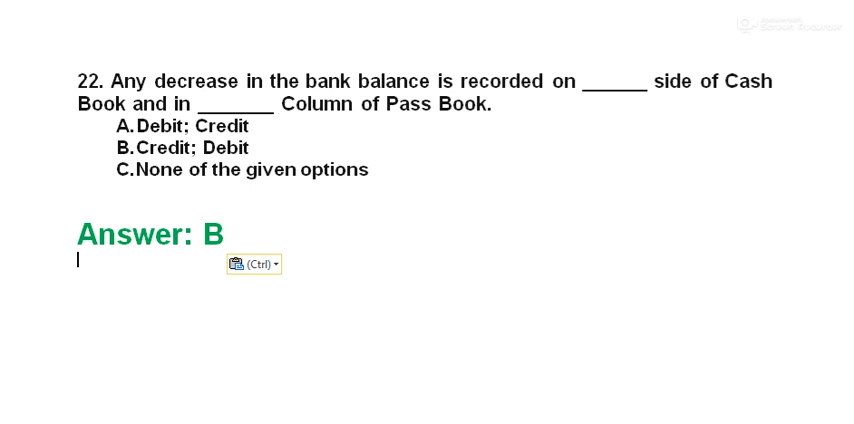 22. Any decrease in the bank balance is recorded on ______ side of Cash
Book and in _______ Column of Pass Book.
A. Debit; Credit
B. Credit; Debit
C. None of the given options
Answer: B
(Ctrl)